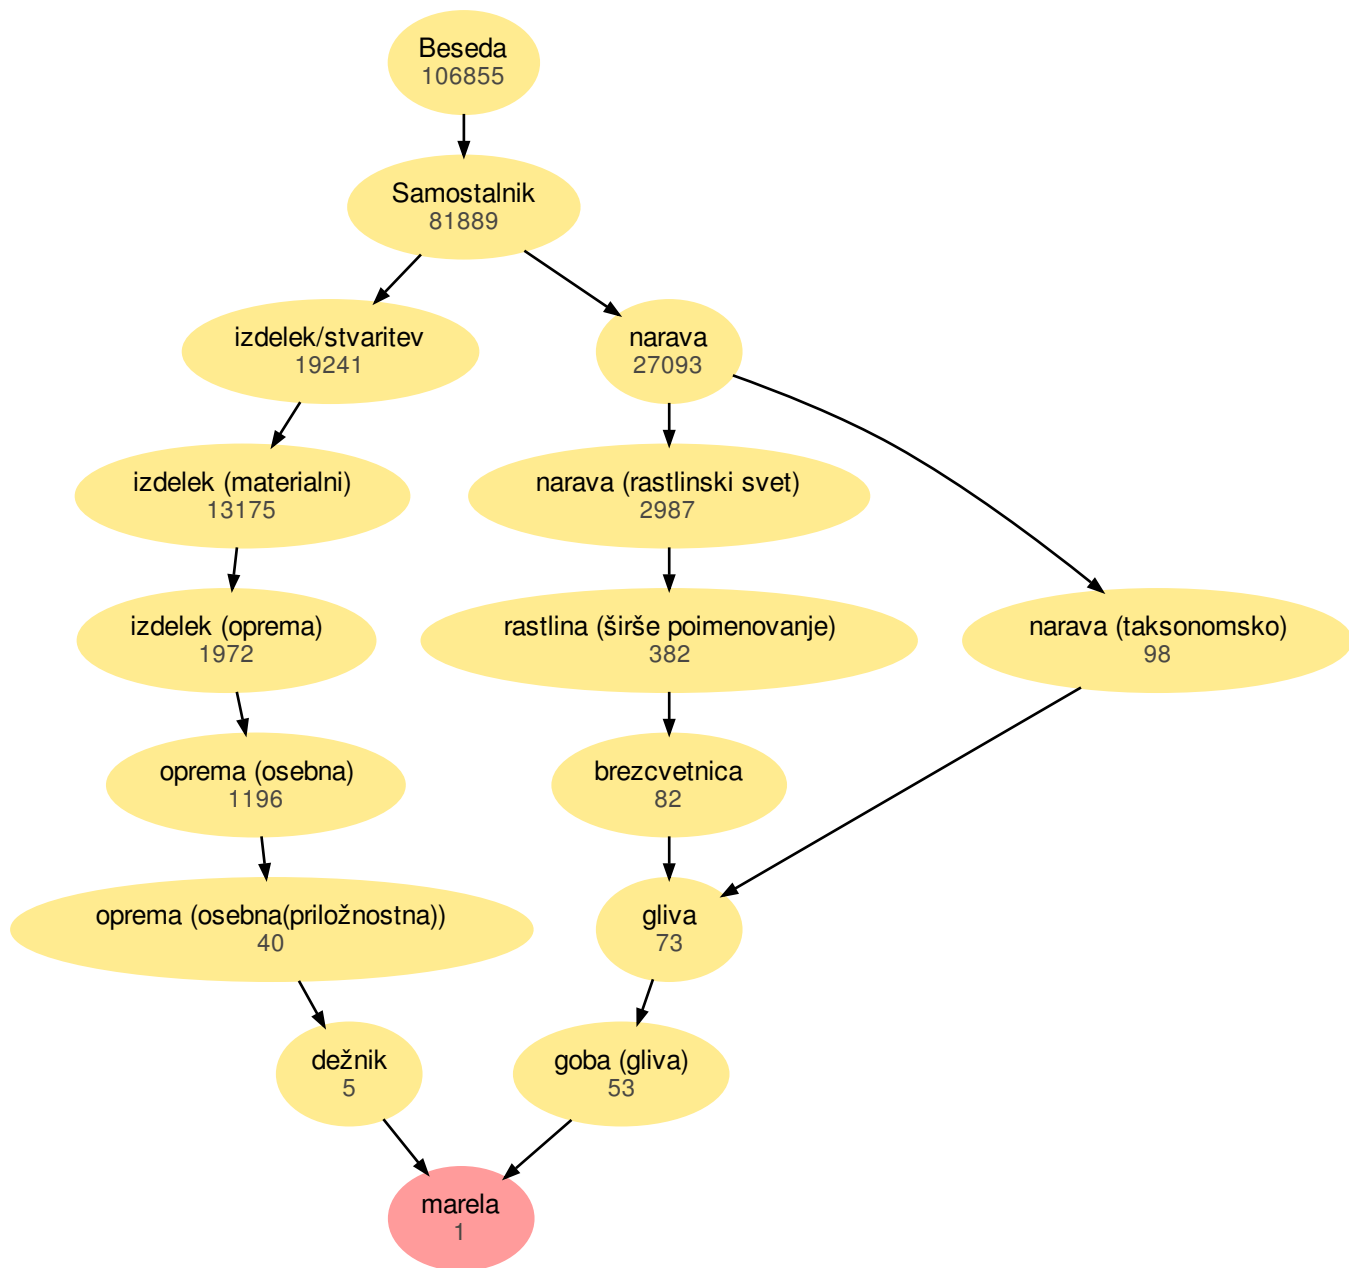 Beseda
106855
Samostalnik
81889
izdelek/stvaritev
19241
narava
27093
izdelek (materialni)
13175
narava (rastlinski svet)
2987
izdelek (oprema)
1972
rastlina (širše poimenovanje)
382
narava (taksonomsko)
98
oprema (osebna)
1196
brezcvetnica
82
oprema (osebna(priložnostna))
40
gliva
73
dežnik
5
goba (gliva)
53
marela
1